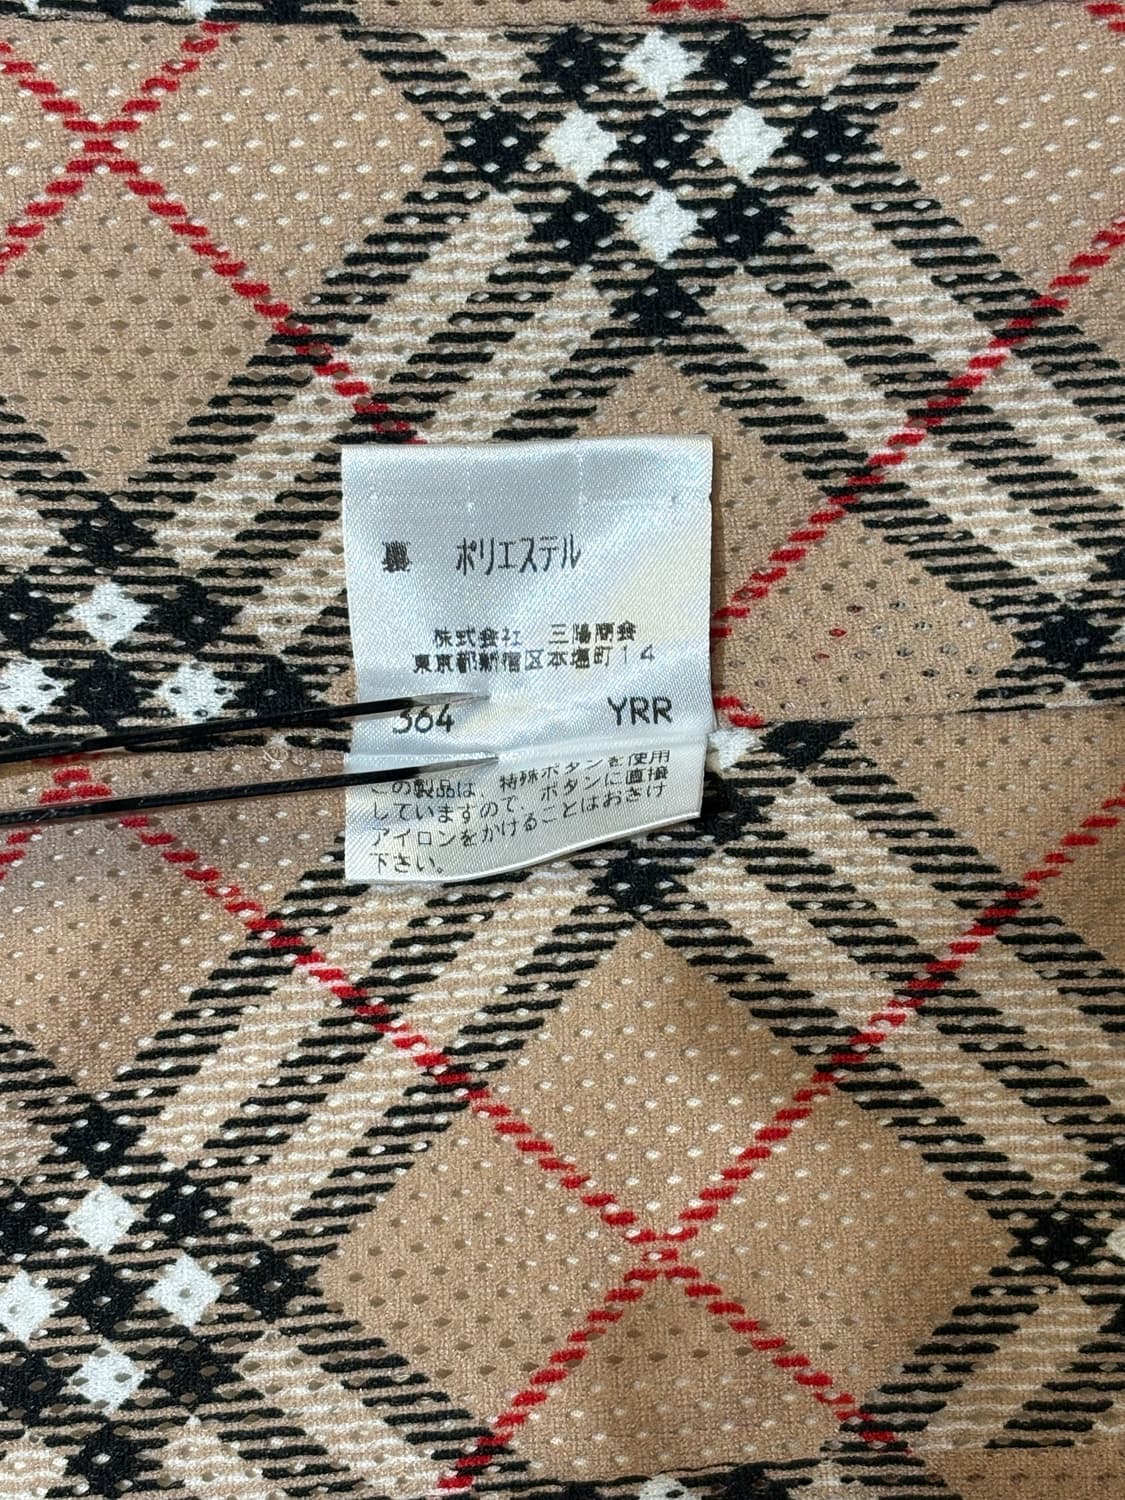 裏 ポリエステル
株式会社 三陽商会
東京都新宿区本塩町14
364 YRR
この製品は、特殊ボタンを使用
していますので、ボタンに直接
アイロンをかけることはおさけ
下さい。